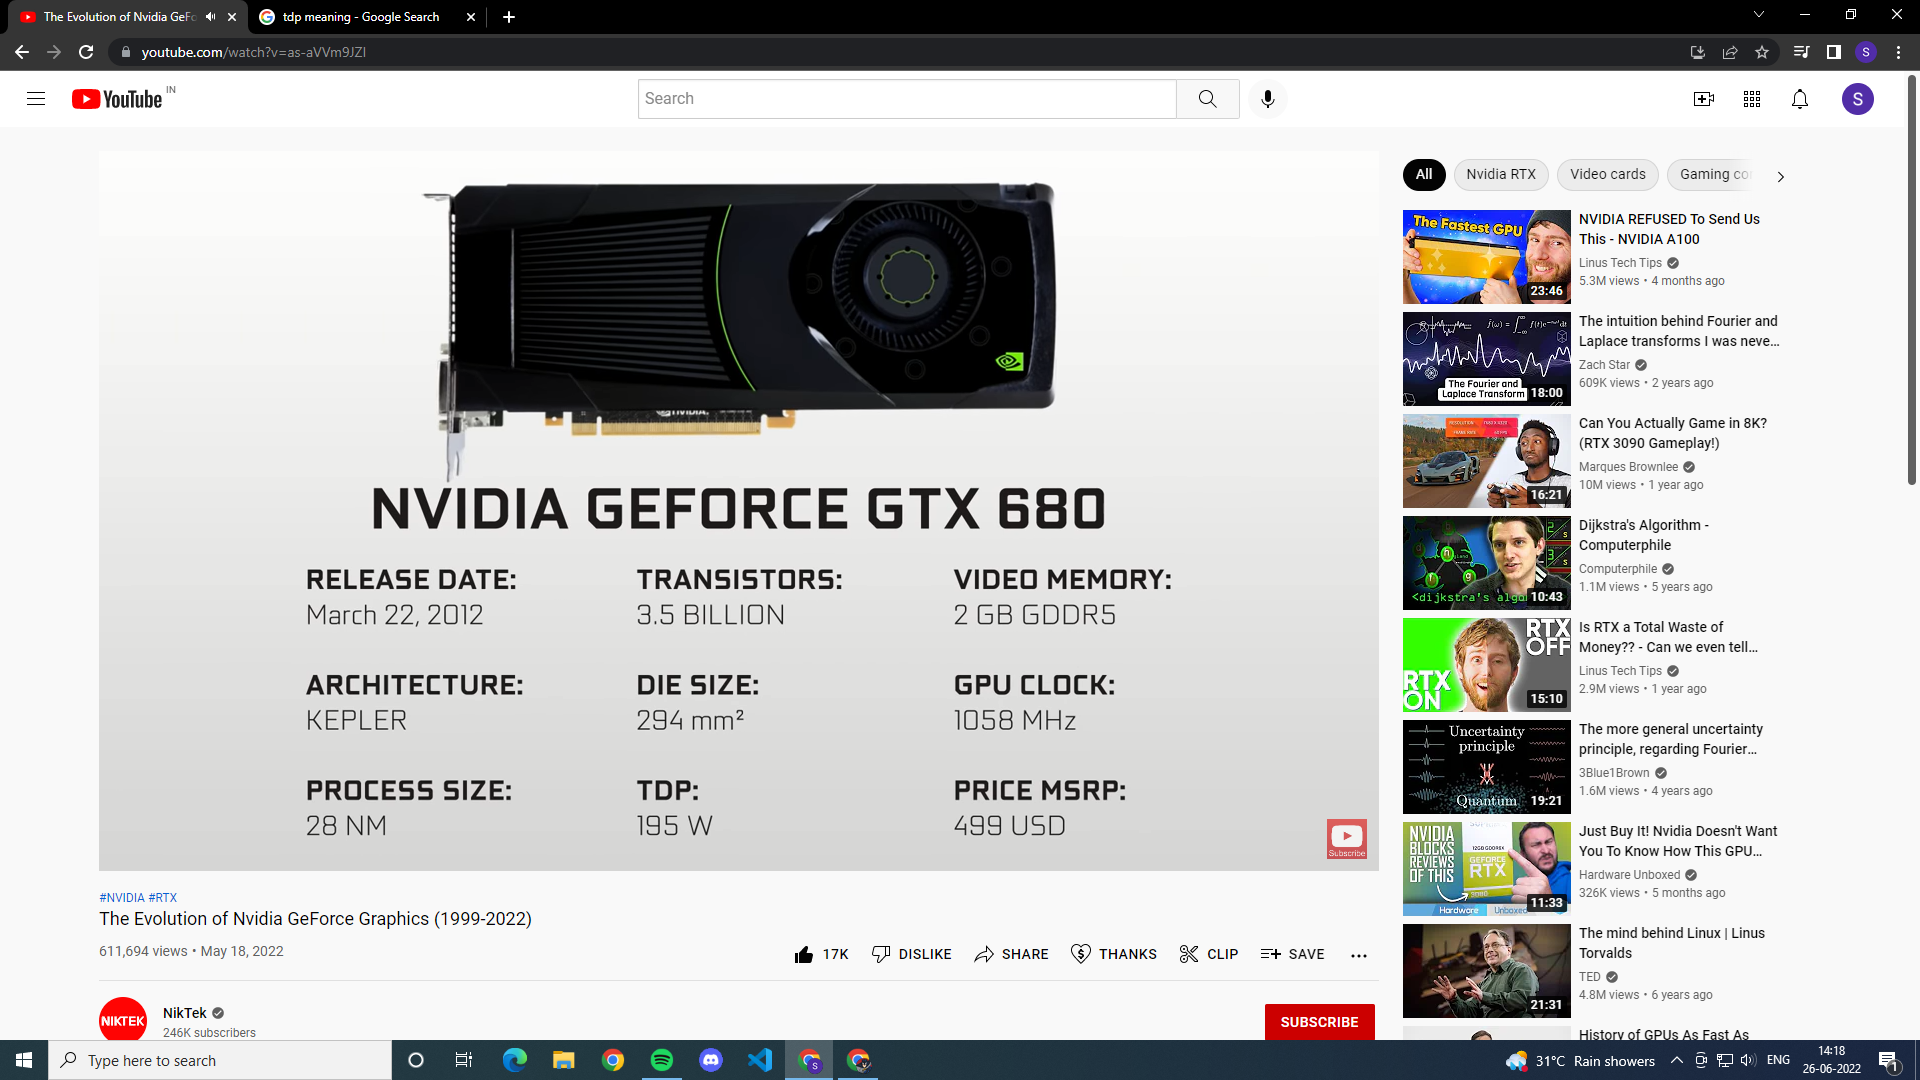 The Evolution of Nvidia GeFo
tdp meaning - Google Search
youtube.com/watch?v=as-aVVm9JZI
S
YouTube IN
Search
S
NVIDIA GEFORCE GTX 680
RELEASE DATE:
March 22, 2012
TRANSISTORS:
3.5 BILLION
VIDEO MEMORY:
2 GB GDDR5
ARCHITECTURE:
KEPLER
DIE SIZE:
294 mm²
GPU CLOCK:
1058 MHz
PROCESS SIZE:
28 NM
TDP:
195 W
PRICE MSRP:
499 USD
Subscribe
#NVIDIA #RTX
The Evolution of Nvidia GeForce Graphics (1999-2022)
611,694 views • May 18, 2022
17K DISLIKE SHARE THANKS CLIP SAVE
NIKTEK
NikTek
246K subscribers
SUBSCRIBE
All Nvidia RTX Video cards Gaming co
The Fastest GPU
23:46
NVIDIA REFUSED To Send Us
This - NVIDIA A100
Linus Tech Tips
5.3M views • 4 months ago
The Fourier and
Laplace Transform
18:00
The intuition behind Fourier and
Laplace transforms I was neve...
Zach Star
609K views • 2 years ago
16:21
Can You Actually Game in 8K?
(RTX 3090 Gameplay!)
Marques Brownlee
10M views • 1 year ago
<dijkstra's algo
10:43
Dijkstra's Algorithm -
Computerphile
Computerphile
1.1M views • 5 years ago
RTX
OFF
RTX
ON
15:10
Is RTX a Total Waste of
Money?? - Can we even tell...
Linus Tech Tips
2.9M views • 1 year ago
Uncertainty
principle
Quantum
19:21
The more general uncertainty
principle, regarding Fourier...
3Blue1Brown
1.6M views • 4 years ago
NVIDIA
BLOCKS
REVIEWS
OF THIS
GEFORCE
RTX
Hardware Unboxed
11:33
Just Buy It! Nvidia Doesn't Want
You To Know How This GPU...
Hardware Unboxed
326K views • 5 months ago
21:31
The mind behind Linux | Linus
Torvalds
TED
4.8M views • 6 years ago
History of GPUs As Fast As
Type here to search
31°C Rain showers
ENG
14:18
26-06-2022
1